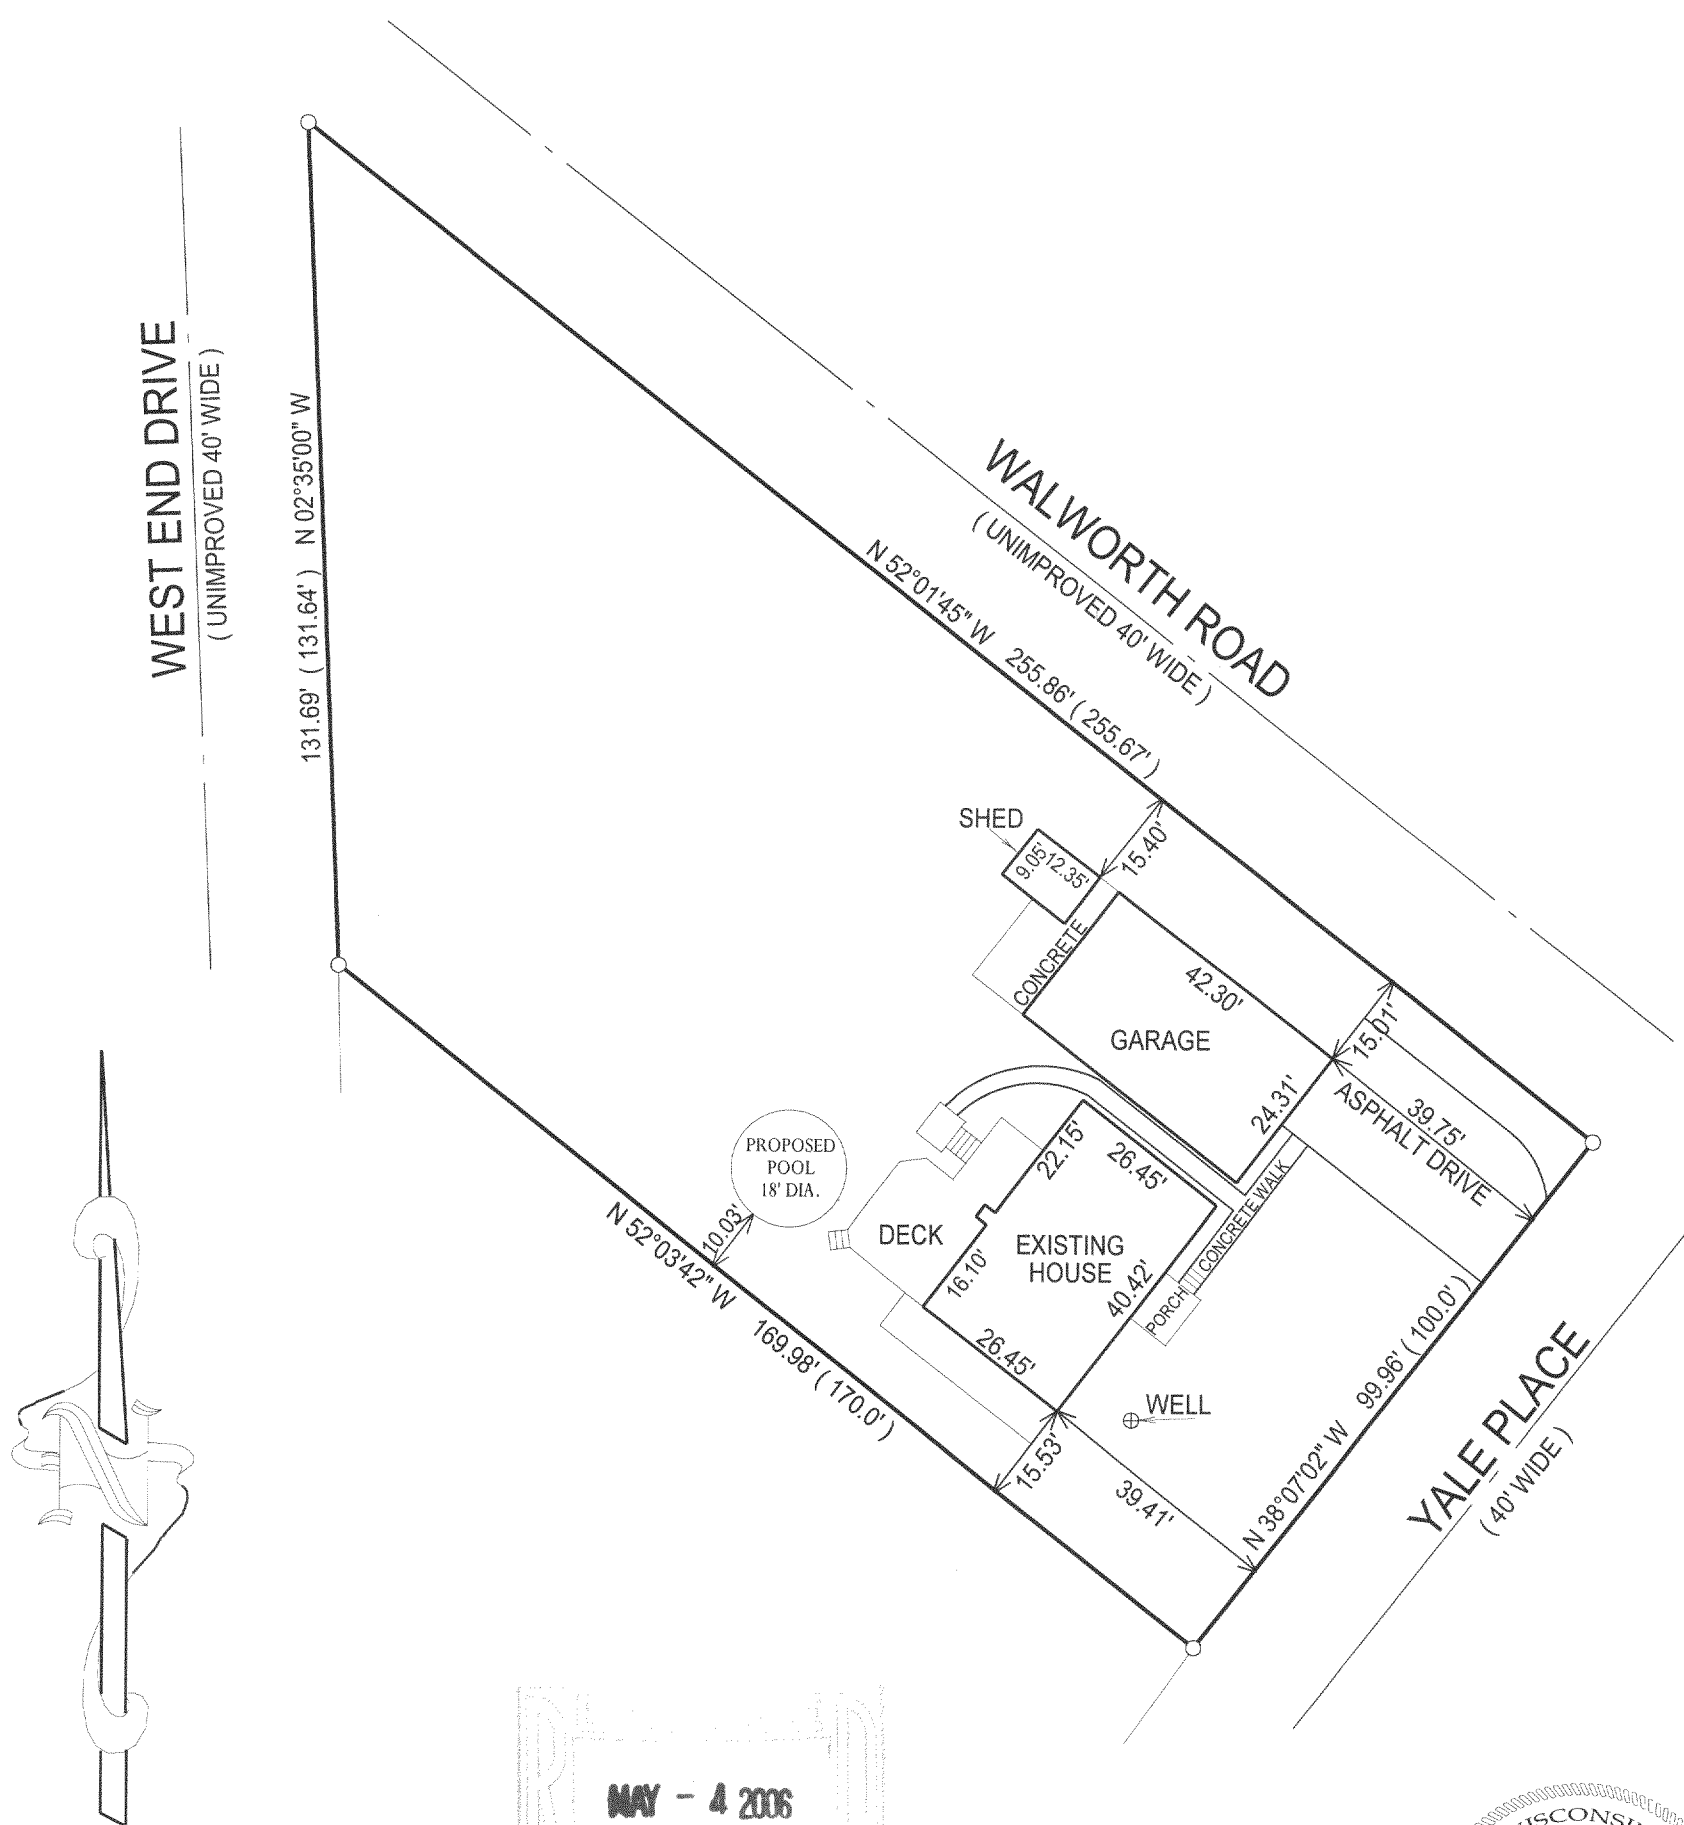 WEST END DRIVE
( UNIMPROVED 40' WIDE )
131.69' ( 131.64' ) N 02°35'00" W
WALWORTH ROAD
( UNIMPROVED 40' WIDE )
N 52°01'45" W 255.86' ( 255.67' )
SHED
9.05'
12.35'
15.40'
CONCRETE
42.30'
GARAGE
24.31'
15.01'
39.75'
ASPHALT DRIVE
PROPOSED
POOL
18' DIA.
10.03'
DECK
22.15'
26.45'
EXISTING
HOUSE
16.10'
40.42'
26.45'
CONCRETE WALK
PORCH
WELL
15.53'
39.41'
N 52°03'42" W 169.98' ( 170.0' )
N 38°07'02" W 99.96' ( 100.0' )
YALE PLACE
( 40' WIDE )
N
MAY - 4 2006